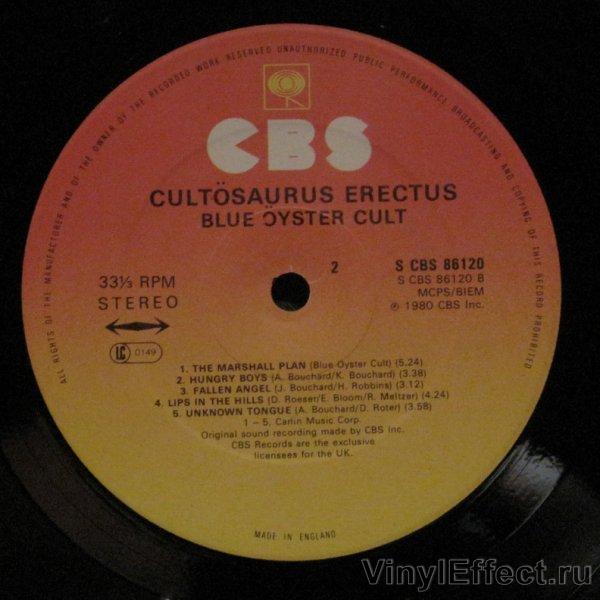 ALL RIGHTS OF THE MANUFACTURER AND OF THE OWNER OF THE RECORDED WORK RESERVED UNAUTHORIZED PUBLIC PERFORMANCE BROADCASTING AND COPYING OF THIS RECORD PROHIBITED
CBS
CULTÖSAURUS ERECTUS
BLUE ÖYSTER CULT
33⅓ RPM
STEREO
LC 0149
2
S CBS 86120
S CBS 86120 B
MCPS/BIEM
℗ 1980 CBS Inc.
1. THE MARSHALL PLAN (Blue-Öyster Cult) (5.24)
2. HUNGRY BOYS (A. Bouchard/K. Bouchard) (3.38)
3. FALLEN ANGEL (J. Bouchard/H. Robbins) (3.12)
4. LIPS IN THE HILLS (D. Roeser/E. Bloom/R. Meltzer) (4.24)
5. UNKNOWN TONGUE (A. Bouchard/D. Roter) (3.58)
1 – 5. Carlin Music Corp.
Original sound recording made by CBS Inc.
CBS Records are the exclusive
licensees for the UK.
MADE IN ENGLAND
VinylEffect.ru